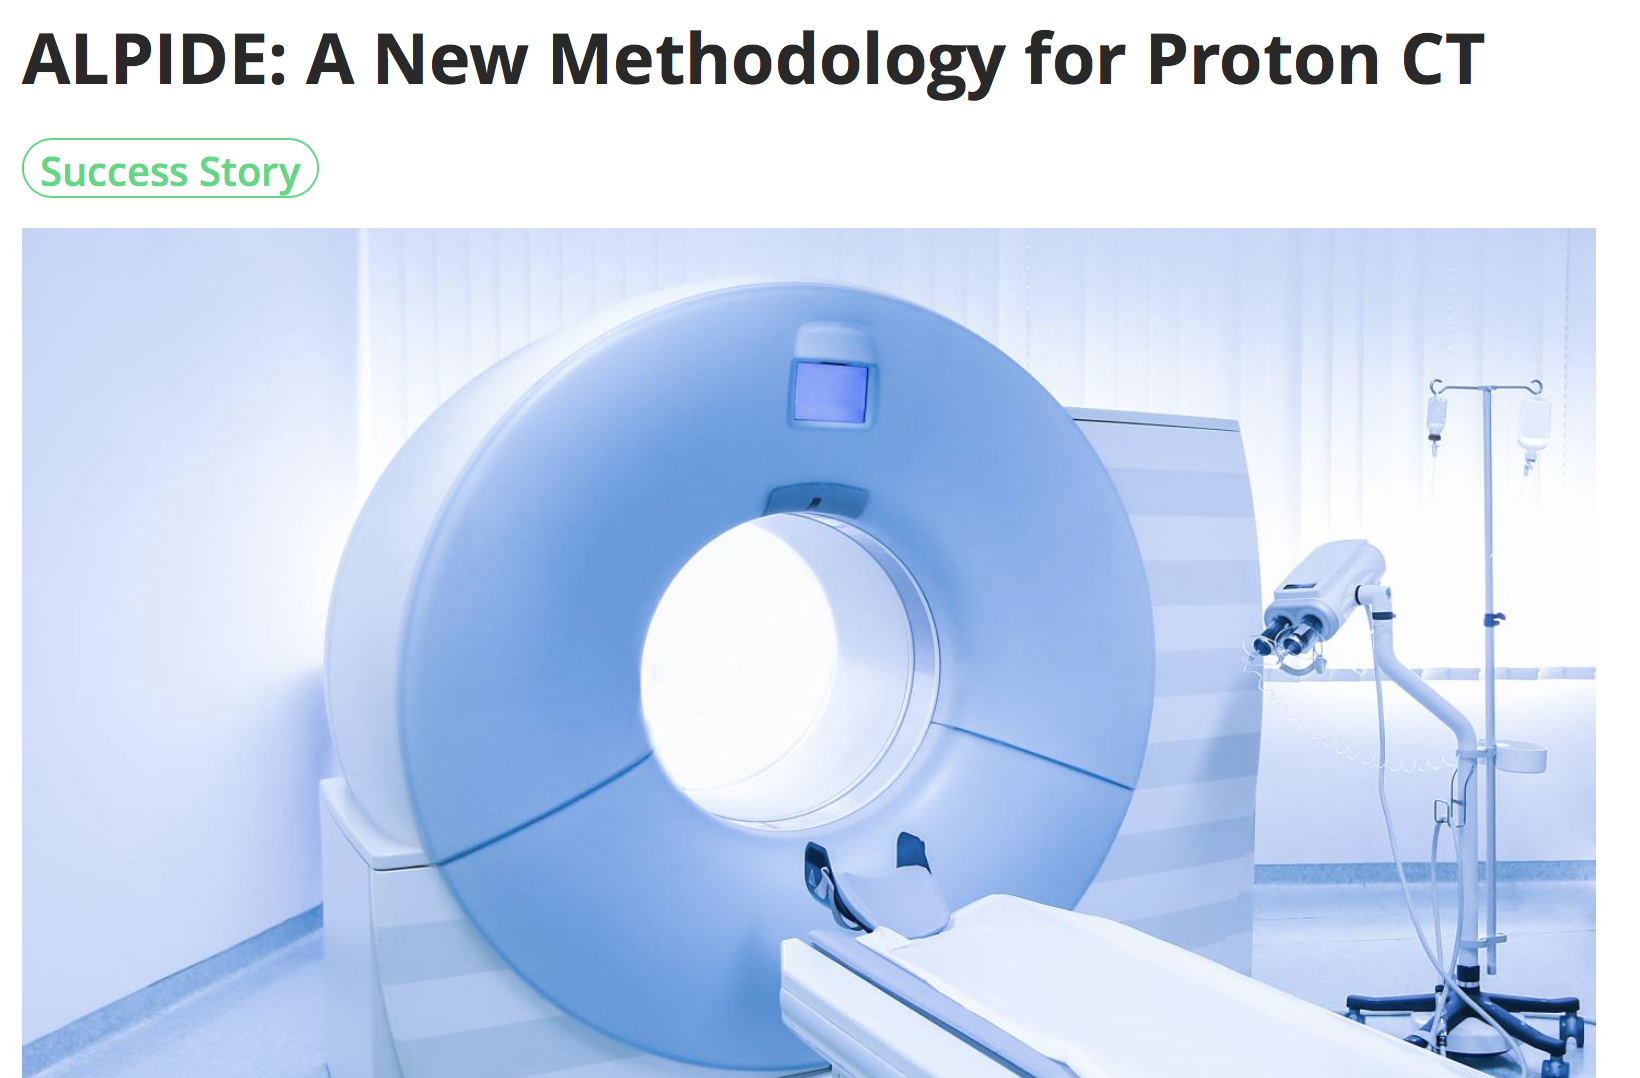 ALPIDE: A New Methodology for Proton CT
Success Story